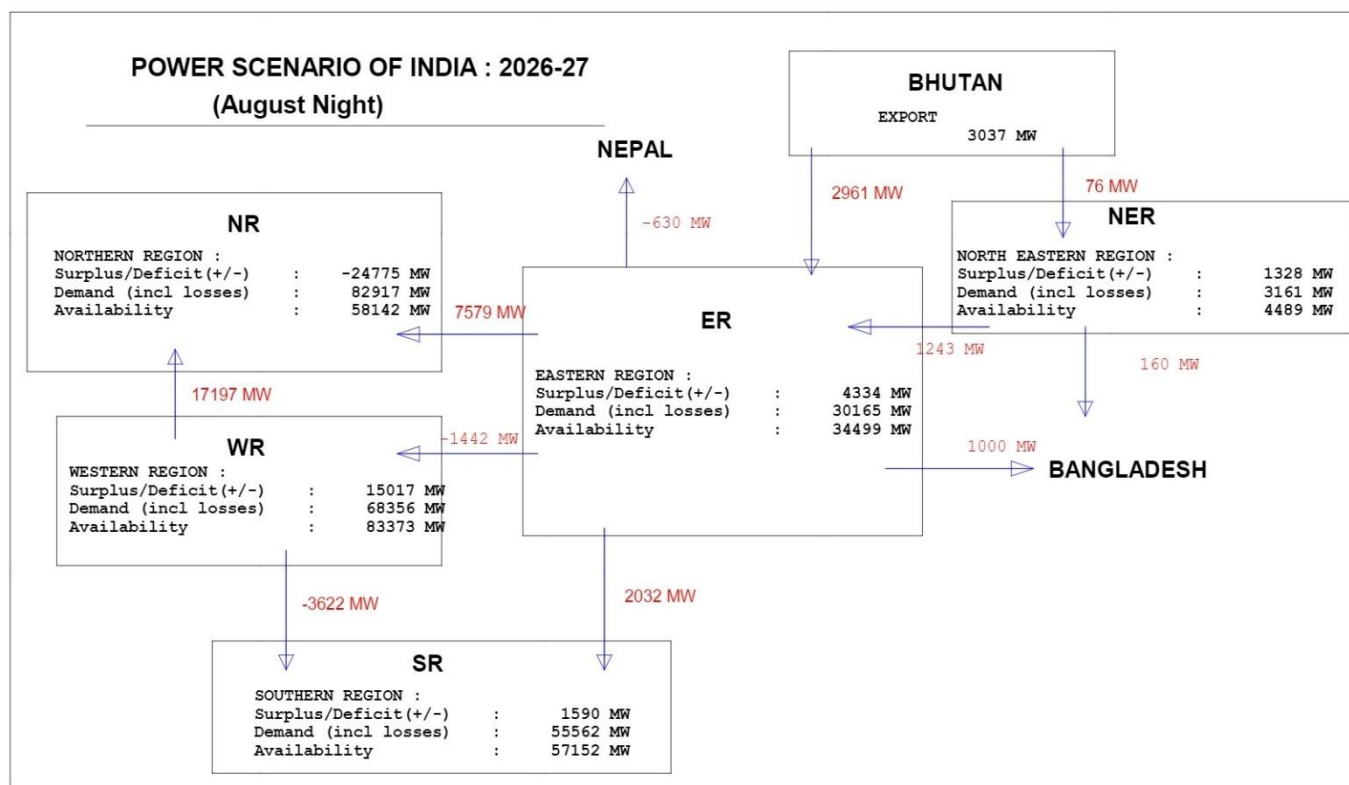 POWER SCENARIO OF INDIA : 2026-27
(August Night)
BHUTAN
EXPORT
3037 MW
NEPAL
2961 MW
76 MW
-630 MW
NR
NORTHERN REGION :
Surplus/Deficit(+/-) : -24775 MW
Demand (incl losses) : 82917 MW
Availability : 58142 MW
NER
NORTH EASTERN REGION :
Surplus/Deficit(+/-) : 1328 MW
Demand (incl losses) : 3161 MW
Availability : 4489 MW
7579 MW
ER
EASTERN REGION :
Surplus/Deficit(+/-) : 4334 MW
Demand (incl losses) : 30165 MW
Availability : 34499 MW
1243 MW
160 MW
17197 MW
-1442 MW
1000 MW
BANGLADESH
WR
WESTERN REGION :
Surplus/Deficit(+/-) : 15017 MW
Demand (incl losses) : 68356 MW
Availability : 83373 MW
-3622 MW
2032 MW
SR
SOUTHERN REGION :
Surplus/Deficit(+/-) : 1590 MW
Demand (incl losses) : 55562 MW
Availability : 57152 MW